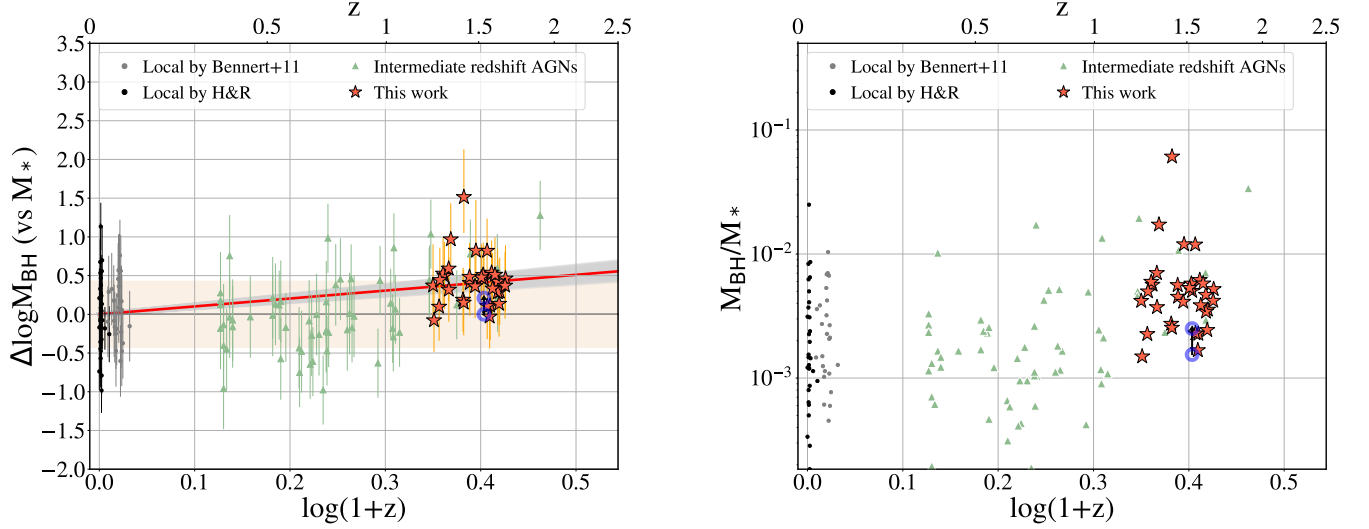 z
0 0.5 1 1.5 2 2.5
3.5
3.0
2.5
2.0
1.5
1.0
0.5
0.0
−0.5
−1.0
−1.5
−2.0
ΔlogM_BH (vs M_*)
Local by Bennert+11
Local by H&R
Intermediate redshift AGNs
This work
0.0 0.1 0.2 0.3 0.4 0.5
log(1+z)
z
0 0.5 1 1.5 2 2.5
10^−1
10^−2
10^−3
M_BH/M_*
Local by Bennert+11
Local by H&R
Intermediate redshift AGNs
This work
0.0 0.1 0.2 0.3 0.4 0.5
log(1+z)